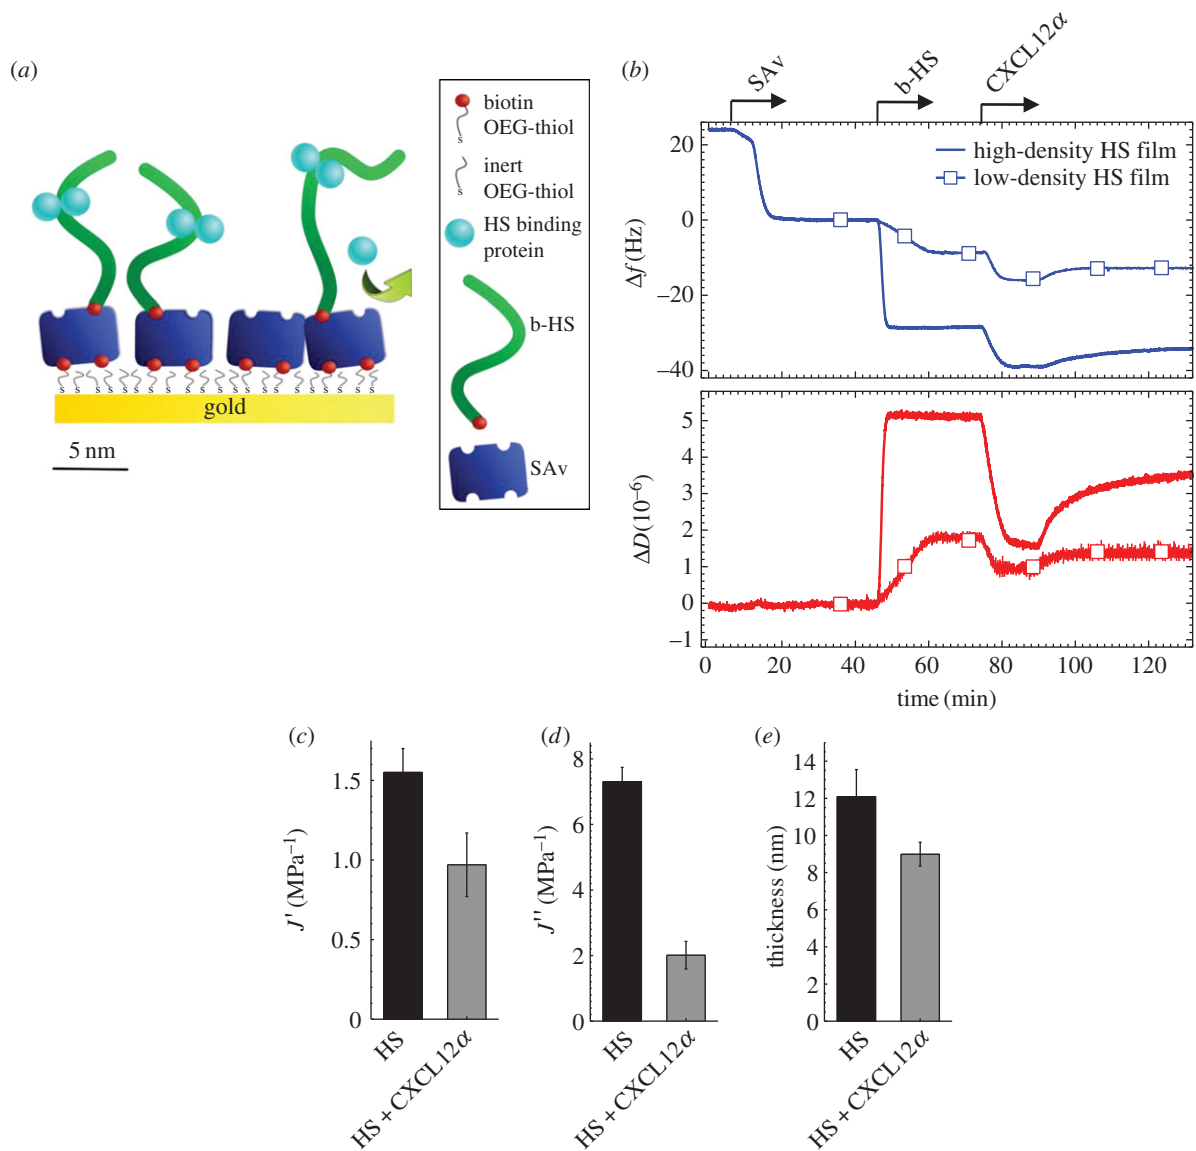 (a)
biotin
OEG-thiol
s
inert
OEG-thiol
s
HS binding
protein
b-HS
SAv
s s s s s s s s s s s s s s s s s
gold
5 nm
(b)
SAv
b-HS
CXCL12α
high-density HS film
low-density HS film
Δf (Hz)
20
0
−20
−40
ΔD (10−6)
5
4
3
2
1
0
−1
0 20 40 60 80 100 120
time (min)
(c)
J' (MPa−1)
1.5
1.0
0.5
0
HS
HS + CXCL12α
(d)
J'' (MPa−1)
8
6
4
2
0
HS
HS + CXCL12α
(e)
thickness (nm)
14
12
10
8
6
4
2
0
HS
HS + CXCL12α